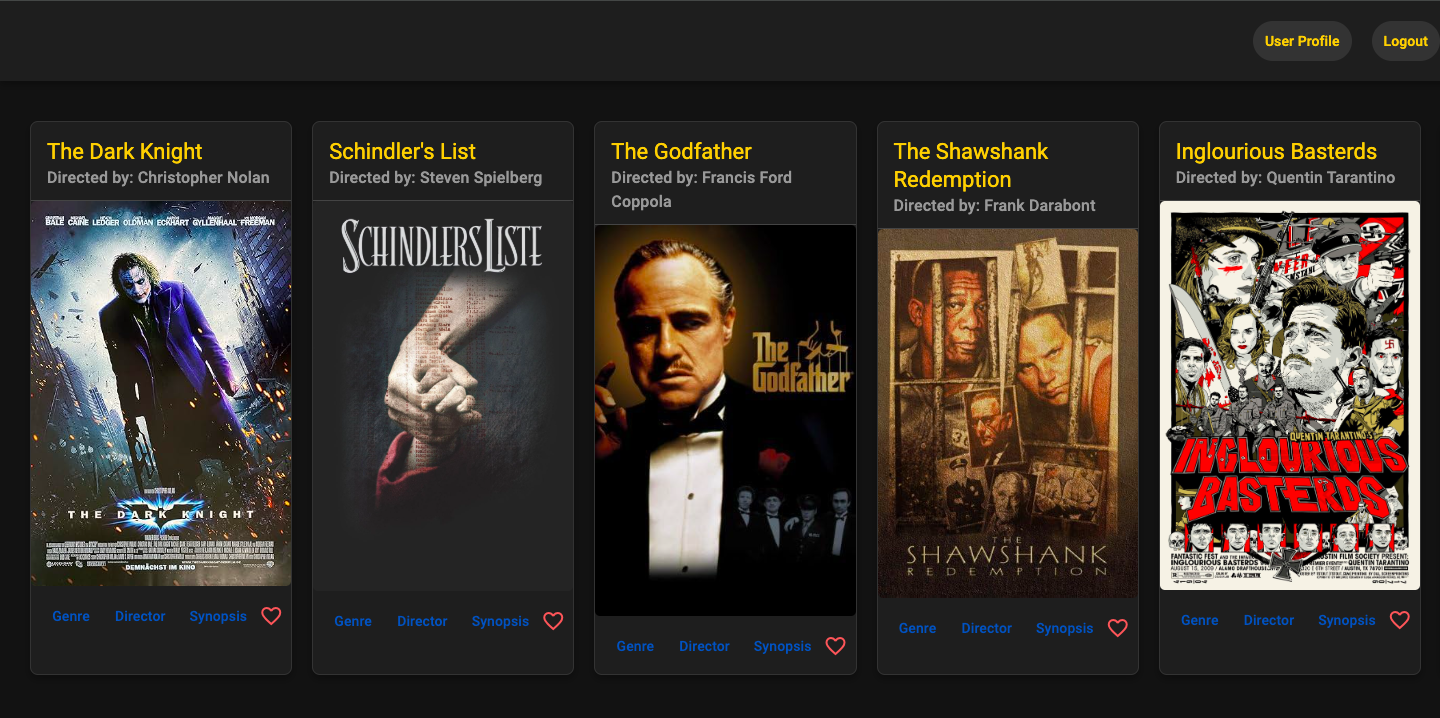 User Profile
Logout
The Dark Knight
Directed by: Christopher Nolan
BALE CAINE LEDGER OLDMAN ECKHART GYLLENHAAL FREEMAN
THE DARK KNIGHT
DEMNÄCHST IM KINO
Genre
Director
Synopsis
Schindler's List
Directed by: Steven Spielberg
SCHINDLERS LISTE
Genre
Director
Synopsis
The Godfather
Directed by: Francis Ford
Coppola
The
Godfather
Genre
Director
Synopsis
The Shawshank
Redemption
Directed by: Frank Darabont
THE
SHAWSHANK
REDEMPTION
Genre
Director
Synopsis
Inglourious Basterds
Directed by: Quentin Tarantino
QUENTIN TARANTINO'S
INGLOURIOUS
BASTERDS
FANTASTIC FEST AND THE
AUSTIN FILM SOCIETY PRESENT:
INGLOURIOUS BASTERDS
QUENTIN TARANTINO
AUGUST 15, 2009
Genre
Director
Synopsis